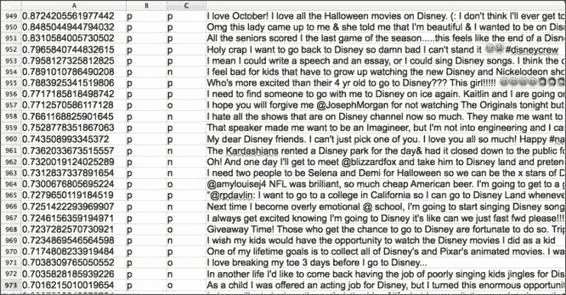 A B C
949 0.8724205561977442 p p I love October! I love all the Halloween movies on Disney. (: I don't think I'll ever get to
950 0.8485044944794032 p p Omg this lady came up to me & she told me that I'm beautiful & I wanted to be on Disn
951 0.831058400573050​2 p p All the seniors scored in the last game of the season.....this feels like the end of a Disne
952 0.7965840744832615 p p Holy crap I want to go back to Disney so damn bad I can't stand it #disneycrew
953 0.7958127325812825 p n I mean I could write a speech and an essay, or I could sing Disney songs. I think the c
954 0.7891010786490208 p n I feel bad for kids that have to grow up watching the new Disney and Nickelodeon sho
955 0.7883925341519806 p p Who's more excited than their 4 yr old to go to Disney??? This girl!!!!!
956 0.7717185818498742 p p I need to find someone to go with me to Disney on ice again. Kaitlin and I are going on
957 0.7712570586117128 p p I hope you will forgive me @JosephMorgan for not watching The Originals tonight but
958 0.7661168825901645 p n I hate all the shows that are on Disney channel now so much. They make me want to
959 0.7528778351867063 p p That speaker made me want to be an Imagineer, but I'm not into engineering and I ca
960 0.743508993345372 p p My dear Disney friends. I can't just pick one of you. I love you all so much! Happy #na
961 0.7362033673515557 p p The Kardashians rented a Disney park for the day& had it closed down to the public fo
962 0.7320019124025289 p n Oh! And one day I'll get to meet @blizzardfox and take him to Disney land and preten
963 0.7312837337891654 p n I need two people to be Selena and Demi for Halloween so we can be the x stars of D
964 0.7300676805695224 p o @amylouisej4 NFL was brilliant, so much cheap American beer. I'm going to get to a g
965 0.7279650119184519 p o "@rpdavlin: I want to go to a college in California so I can go to Disney Land wheneve
966 0.7251422293969907 p n Next time I become overly emotional @ school, I'm going to start singing Disney song
967 0.7246156359194971 p p I always get excited knowing I'm going to Disney it's like can we just fast fwd please!!!
968 0.7237282570730921 p n Giveaway Time! Those who get the chance to go to Disney are fortunate to do so. Trip
969 0.7234869546564598 p n I wish my kids would have the opportunity to watch the Disney movies I did as a kid
970 0.7174808233919484 p p One of my lifetime goals is to collect all of Disney's and Pixar's animated movies. And
971 0.7038309765050552 p o I love breaking my toe 3 days before I go to Disney...
972 0.7035828185939226 p n In another life I'd like to come back having the job of poorly singing kids jingles for Dis
973 0.7016215010019654 p o As a child I was offered an acting job for Disney, but I turned this enormous opportuni